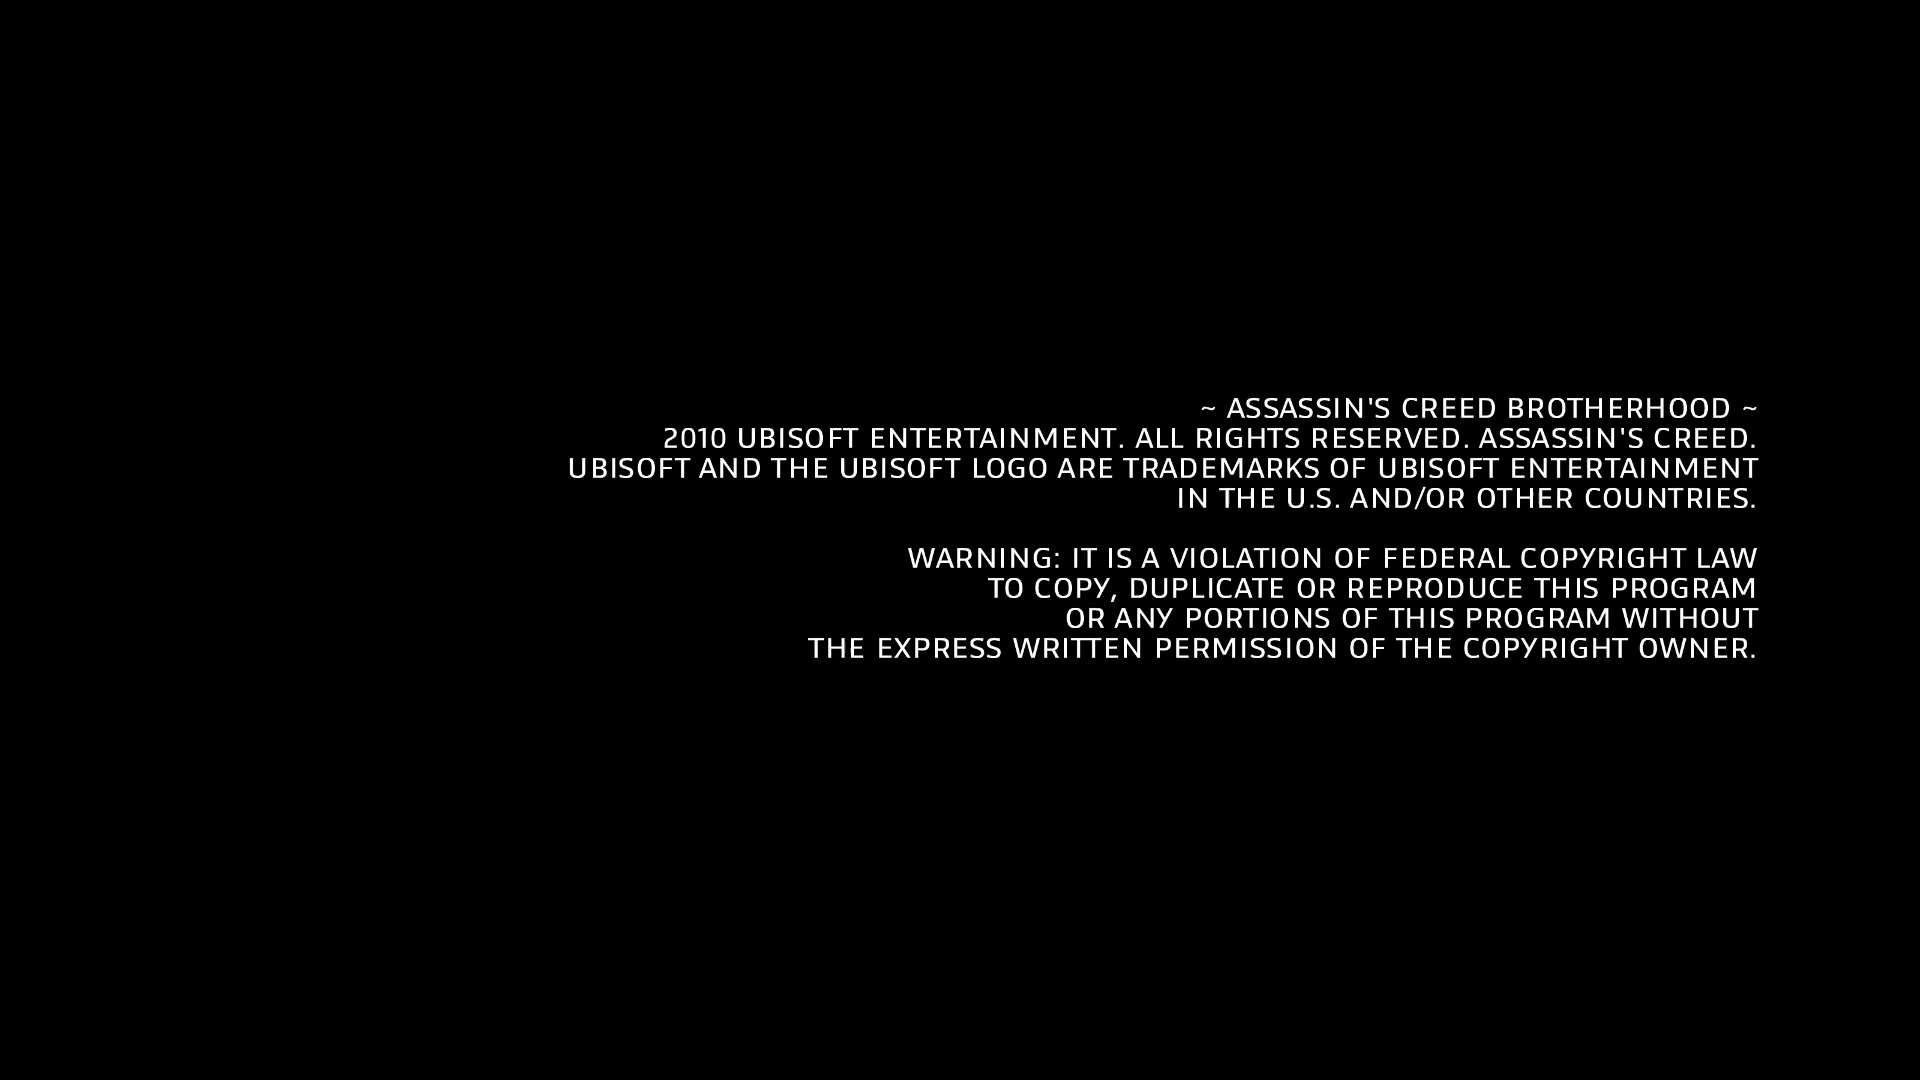 ~ ASSASSIN'S CREED BROTHERHOOD ~
2010 UBISOFT ENTERTAINMENT. ALL RIGHTS RESERVED. ASSASSIN'S CREED.
UBISOFT AND THE UBISOFT LOGO ARE TRADEMARKS OF UBISOFT ENTERTAINMENT
IN THE U.S. AND/OR OTHER COUNTRIES.
WARNING: IT IS A VIOLATION OF FEDERAL COPYRIGHT LAW
TO COPY, DUPLICATE OR REPRODUCE THIS PROGRAM
OR ANY PORTIONS OF THIS PROGRAM WITHOUT
THE EXPRESS WRITTEN PERMISSION OF THE COPYRIGHT OWNER.